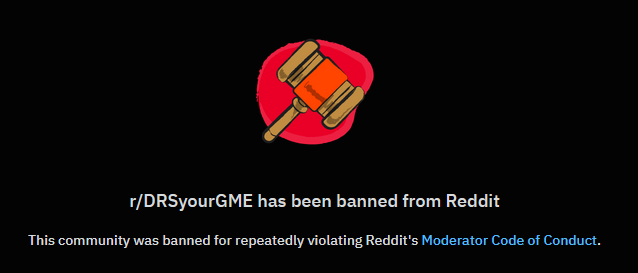 r/DRSyourGME has been banned from Reddit
This community was banned for repeatedly violating Reddit's Moderator Code of Conduct.